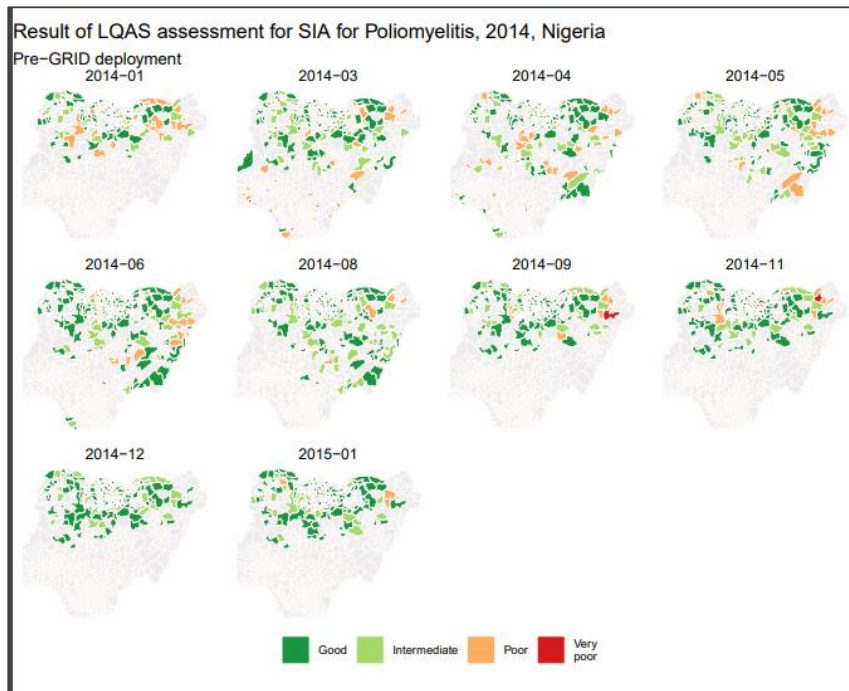 Result of LQAS assessment for SIA for Poliomyelitis, 2014, Nigeria
Pre−GRID deployment
2014−01 2014−03 2014−04 2014−05
2014−06 2014−08 2014−09 2014−11
2014−12 2015−01
Good Intermediate Poor Very poor